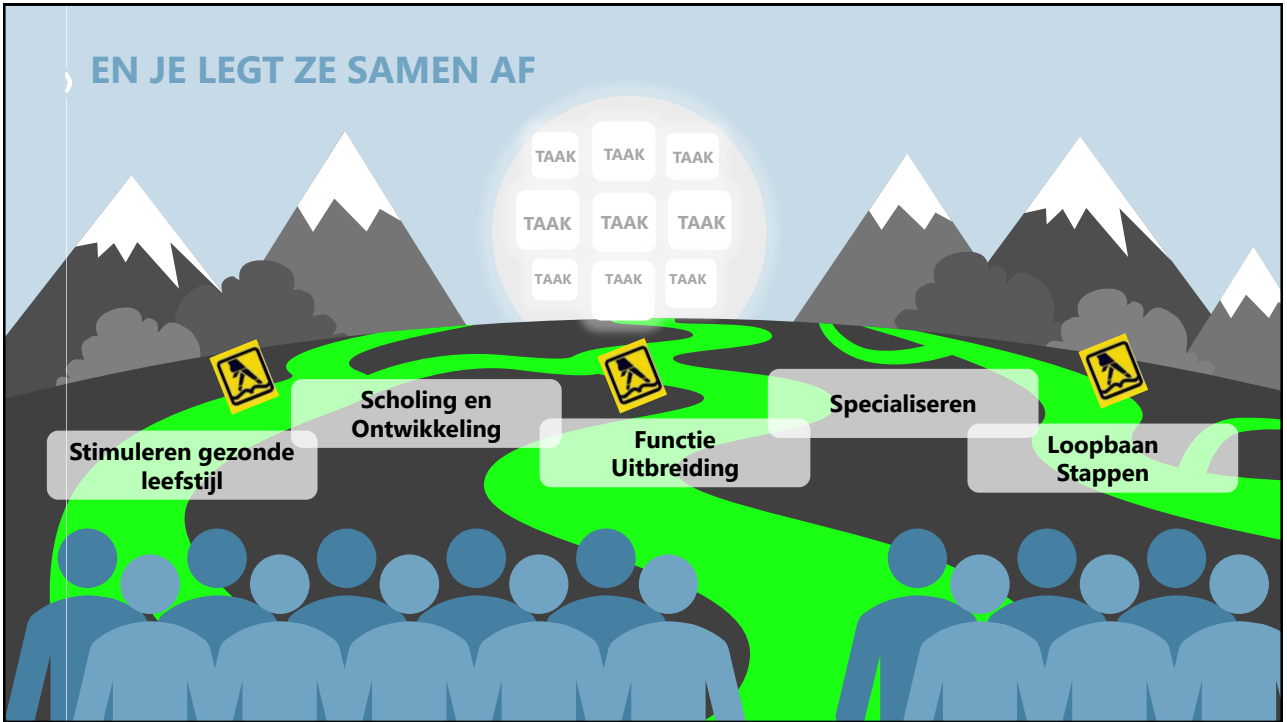 EN JE LEGT ZE SAMEN AF
TAAK TAAK TAAK
TAAK TAAK TAAK
TAAK TAAK TAAK
Scholing en
Ontwikkeling
Specialiseren
Stimuleren gezonde
leefstijl
Functie
Uitbreiding
Loopbaan
Stappen